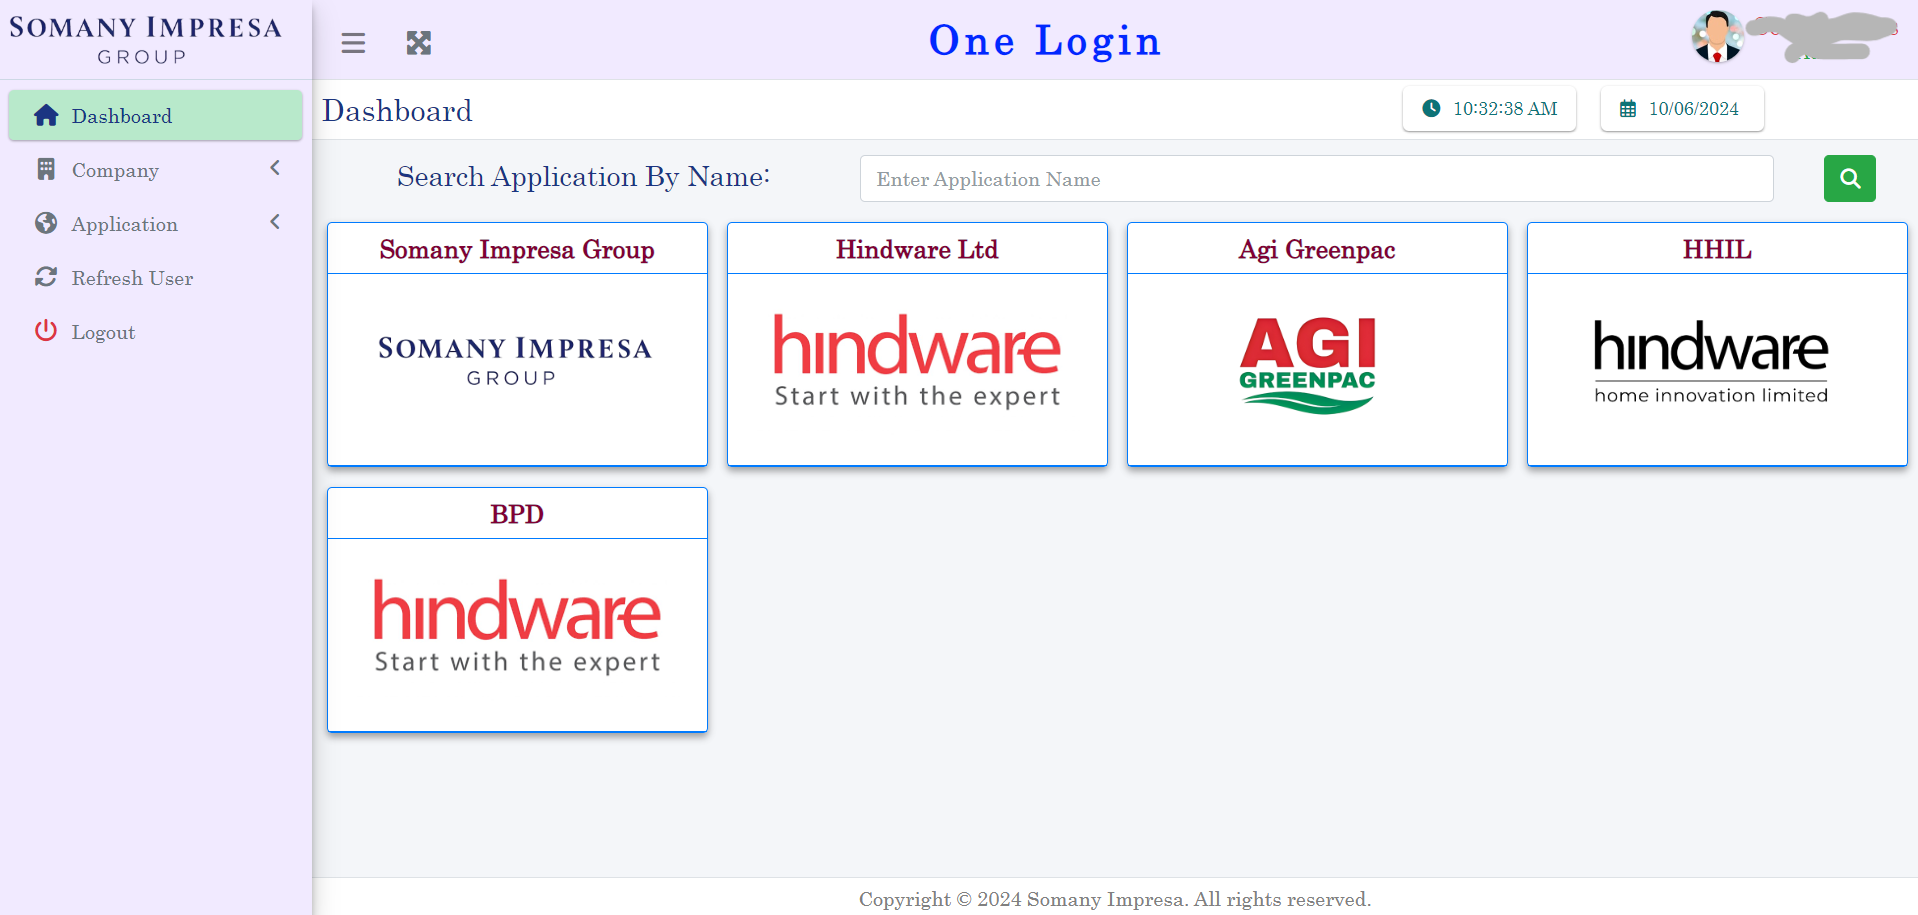 SOMANY IMPRESA
GROUP
One Login
Dashboard
Company
Application
Refresh User
Logout
Dashboard
10:32:38 AM
10/06/2024
Search Application By Name:
Enter Application Name
Somany Impresa Group
SOMANY IMPRESA
GROUP
Hindware Ltd
hindware
Start with the expert
Agi Greenpac
AGI
GREENPAC
HHIL
hindware
home innovation limited
BPD
hindware
Start with the expert
Copyright © 2024 Somany Impresa. All rights reserved.